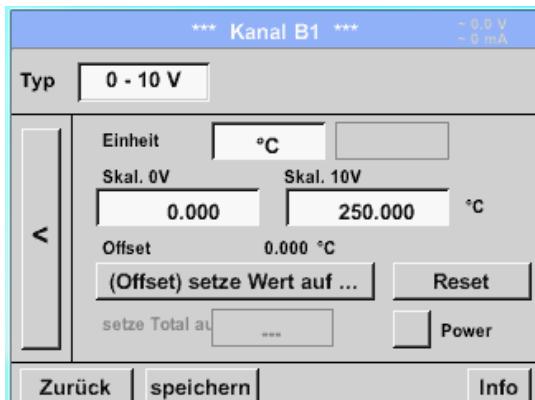 *** Kanal B1 ***
~ 0.0 V
~ 0 mA
Typ
0 - 10 V
Einheit
°C
Skal. 0V
Skal. 10V
0.000
250.000
°C
<
Offset
0.000 °C
(Offset) setze Wert auf ...
Reset
setze Total au
---
Power
Zurück
speichern
Info